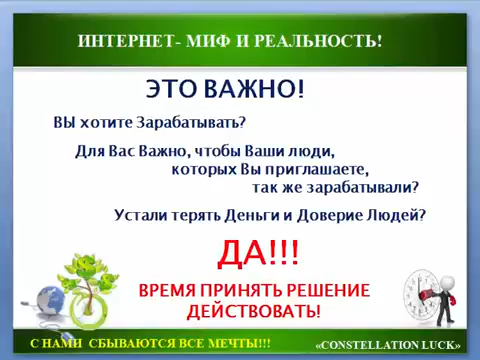 ИНТЕРНЕТ- МИФ И РЕАЛЬНОСТЬ!
ЭТО ВАЖНО!
ВЫ хотите Зарабатывать?
Для Вас Важно, чтобы Ваши люди,
которых Вы приглашаете,
так же зарабатывали?
Устали терять Деньги и Доверие Людей?
ДА!!!
ВРЕМЯ ПРИНЯТЬ РЕШЕНИЕ
ДЕЙСТВОВАТЬ!
С НАМИ СБЫВАЮТСЯ ВСЕ МЕЧТЫ!!!
«CONSTELLATION LUCK»